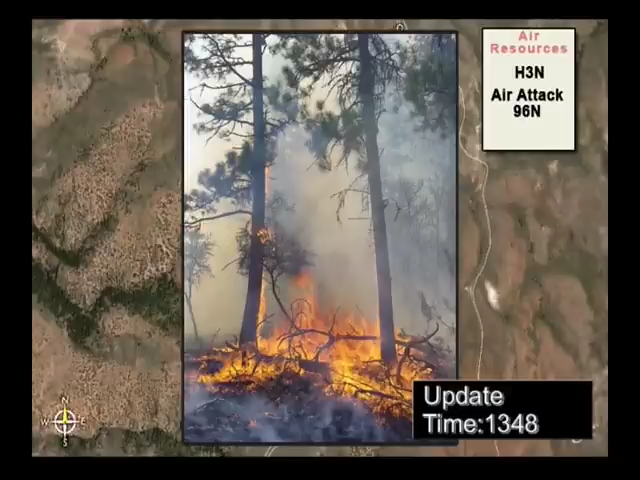 Air
Resources
H3N
Air Attack
96N
Update
Time:1348
N
W E
S